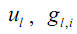 u_l , g_{l,i}